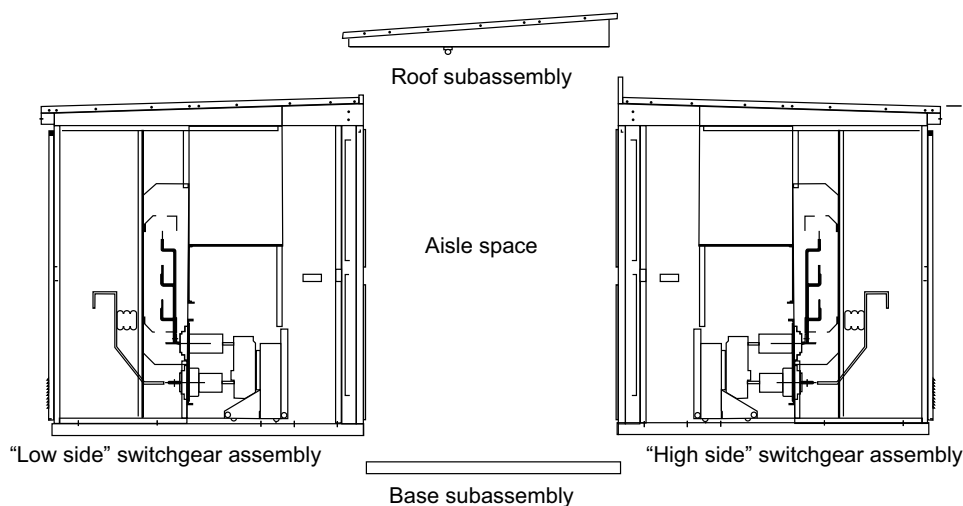 Roof subassembly
Aisle space
“Low side” switchgear assembly
“High side” switchgear assembly
Base subassembly